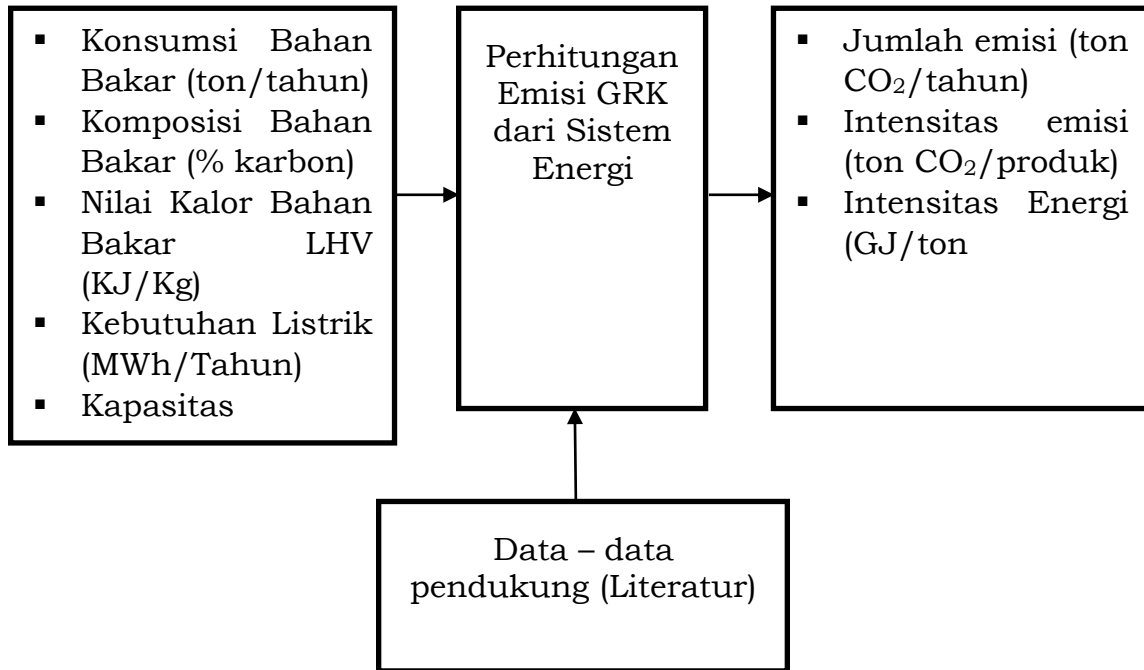 ▪ Konsumsi Bahan
Bakar (ton/tahun)
▪ Komposisi Bahan
Bakar (% karbon)
▪ Nilai Kalor Bahan
Bakar LHV
(KJ/Kg)
▪ Kebutuhan Listrik
(MWh/Tahun)
▪ Kapasitas
Perhitungan
Emisi GRK
dari Sistem
Energi
▪ Jumlah emisi (ton
CO₂/tahun)
▪ Intensitas emisi
(ton CO₂/produk)
▪ Intensitas Energi
(GJ/ton
Data – data
pendukung (Literatur)